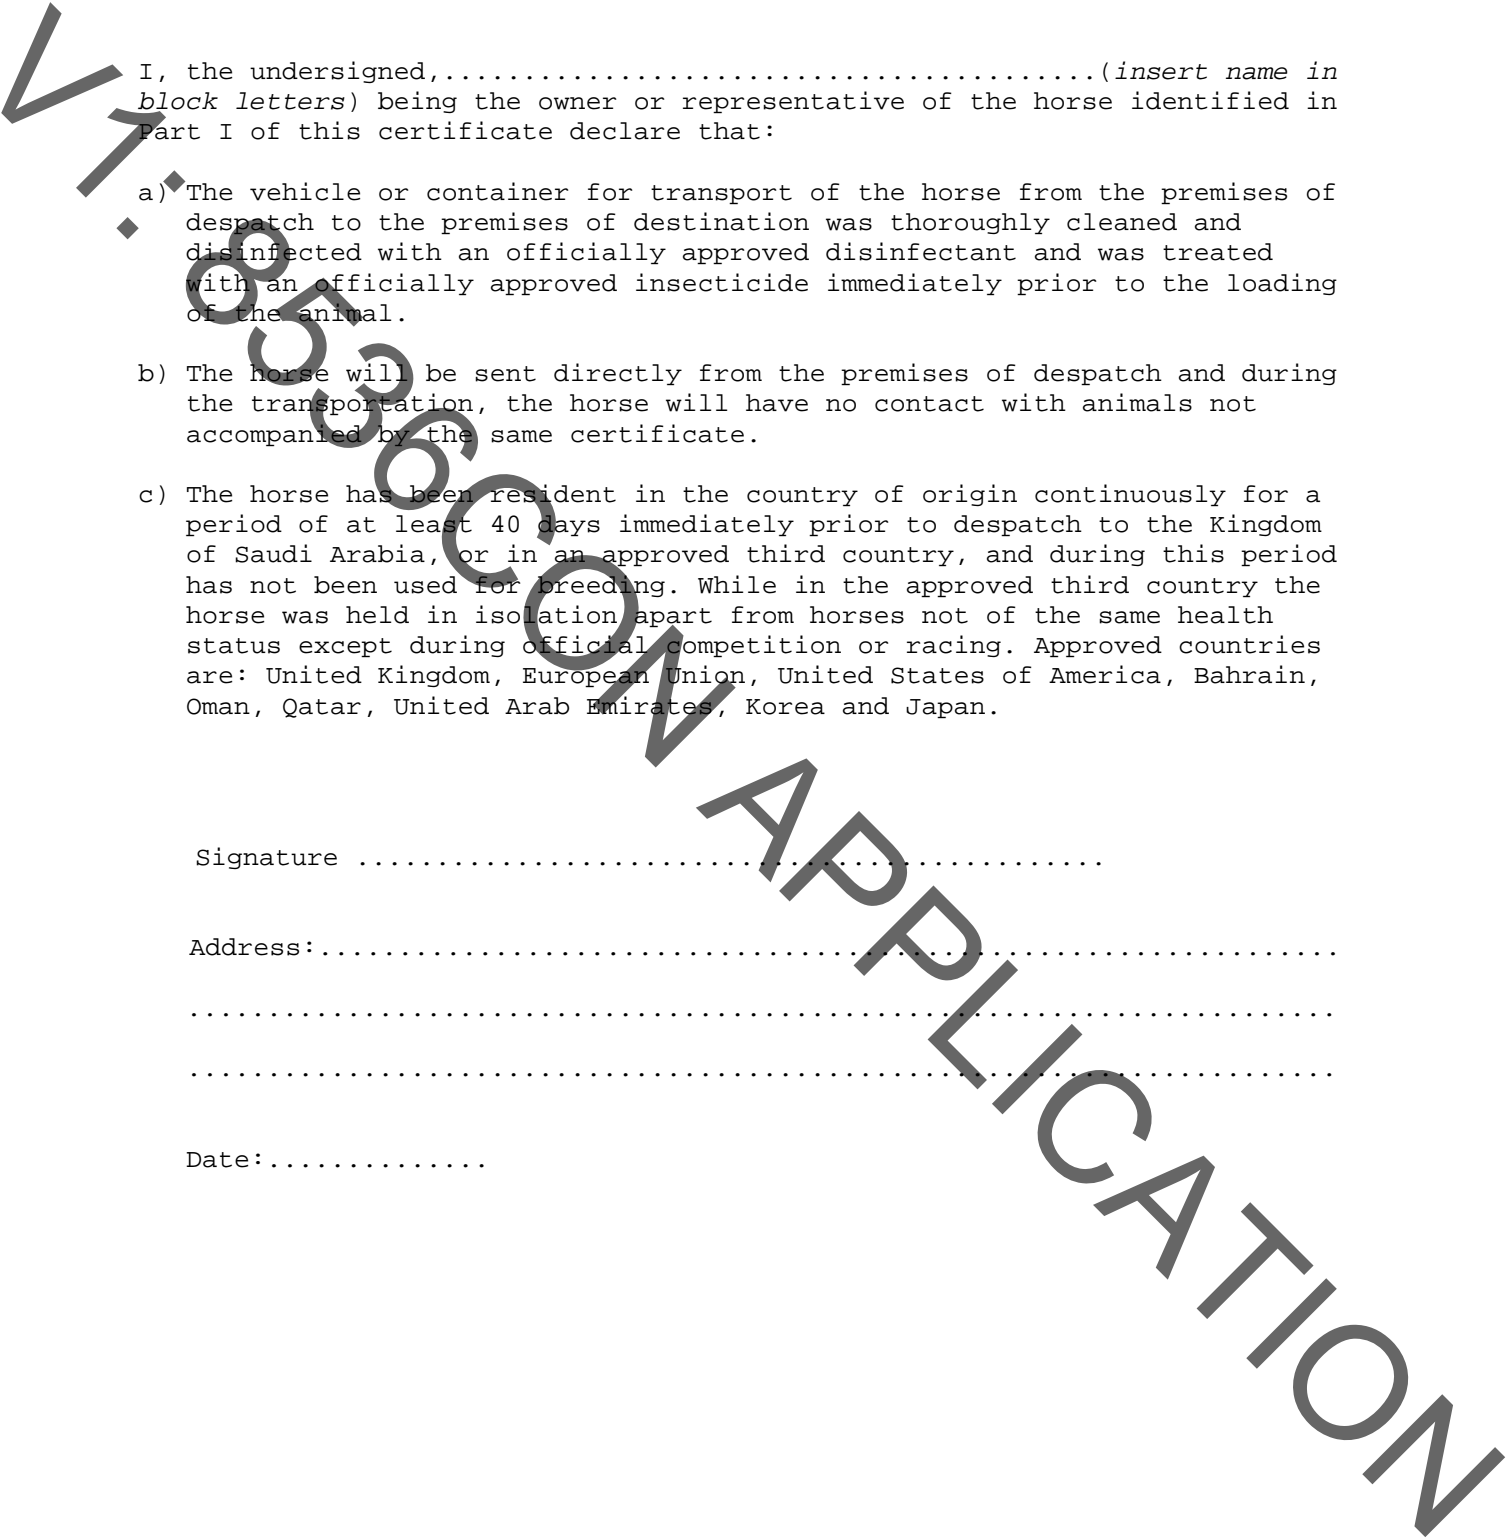 I, the undersigned,.........................................(insert name in
block letters) being the owner or representative of the horse identified in
Part I of this certificate declare that:
a) The vehicle or container for transport of the horse from the premises of
despatch to the premises of destination was thoroughly cleaned and
disinfected with an officially approved disinfectant and was treated
with an officially approved insecticide immediately prior to the loading
of the animal.
b) The horse will be sent directly from the premises of despatch and during
the transportation, the horse will have no contact with animals not
accompanied by the same certificate.
c) The horse has been resident in the country of origin continuously for a
period of at least 40 days immediately prior to despatch to the Kingdom
of Saudi Arabia, or in an approved third country, and during this period
has not been used for breeding. While in the approved third country the
horse was held in isolation apart from horses not of the same health
status except during official competition or racing. Approved countries
are: United Kingdom, European Union, United States of America, Bahrain,
Oman, Qatar, United Arab Emirates, Korea and Japan.
Signature ...............................................
Address:................................................................
........................................................................
........................................................................
Date:..............
V1: 8536CON APPLICATION